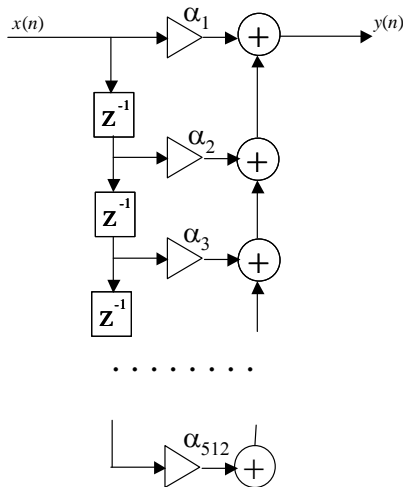 x(n) α₁ + y(n)
z⁻¹
α₂ +
z⁻¹
α₃ +
z⁻¹
. . . . . . . .
α₅₁₂ +